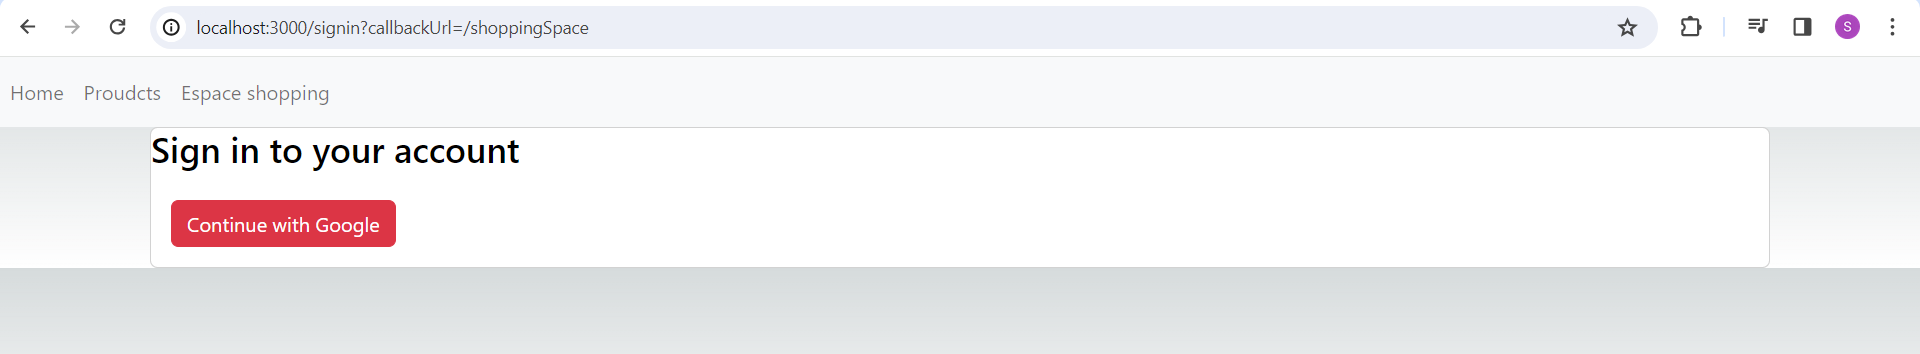 localhost:3000/signin?callbackUrl=/shoppingSpace
S
Home Proudcts Espace shopping
Sign in to your account
Continue with Google